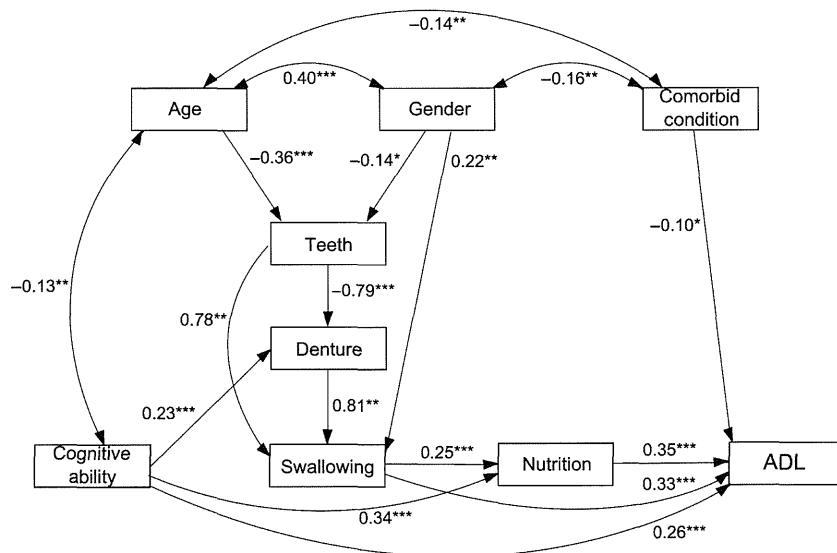 –0.14**
0.40***
–0.16**
Age
Gender
Comorbid
condition
–0.36***
–0.14*
0.22**
–0.10*
Teeth
–0.13**
–0.79***
0.78**
Denture
0.23***
0.81**
Cognitive
ability
Swallowing
0.25***
Nutrition
0.35***
ADL
0.33***
0.34***
0.26***